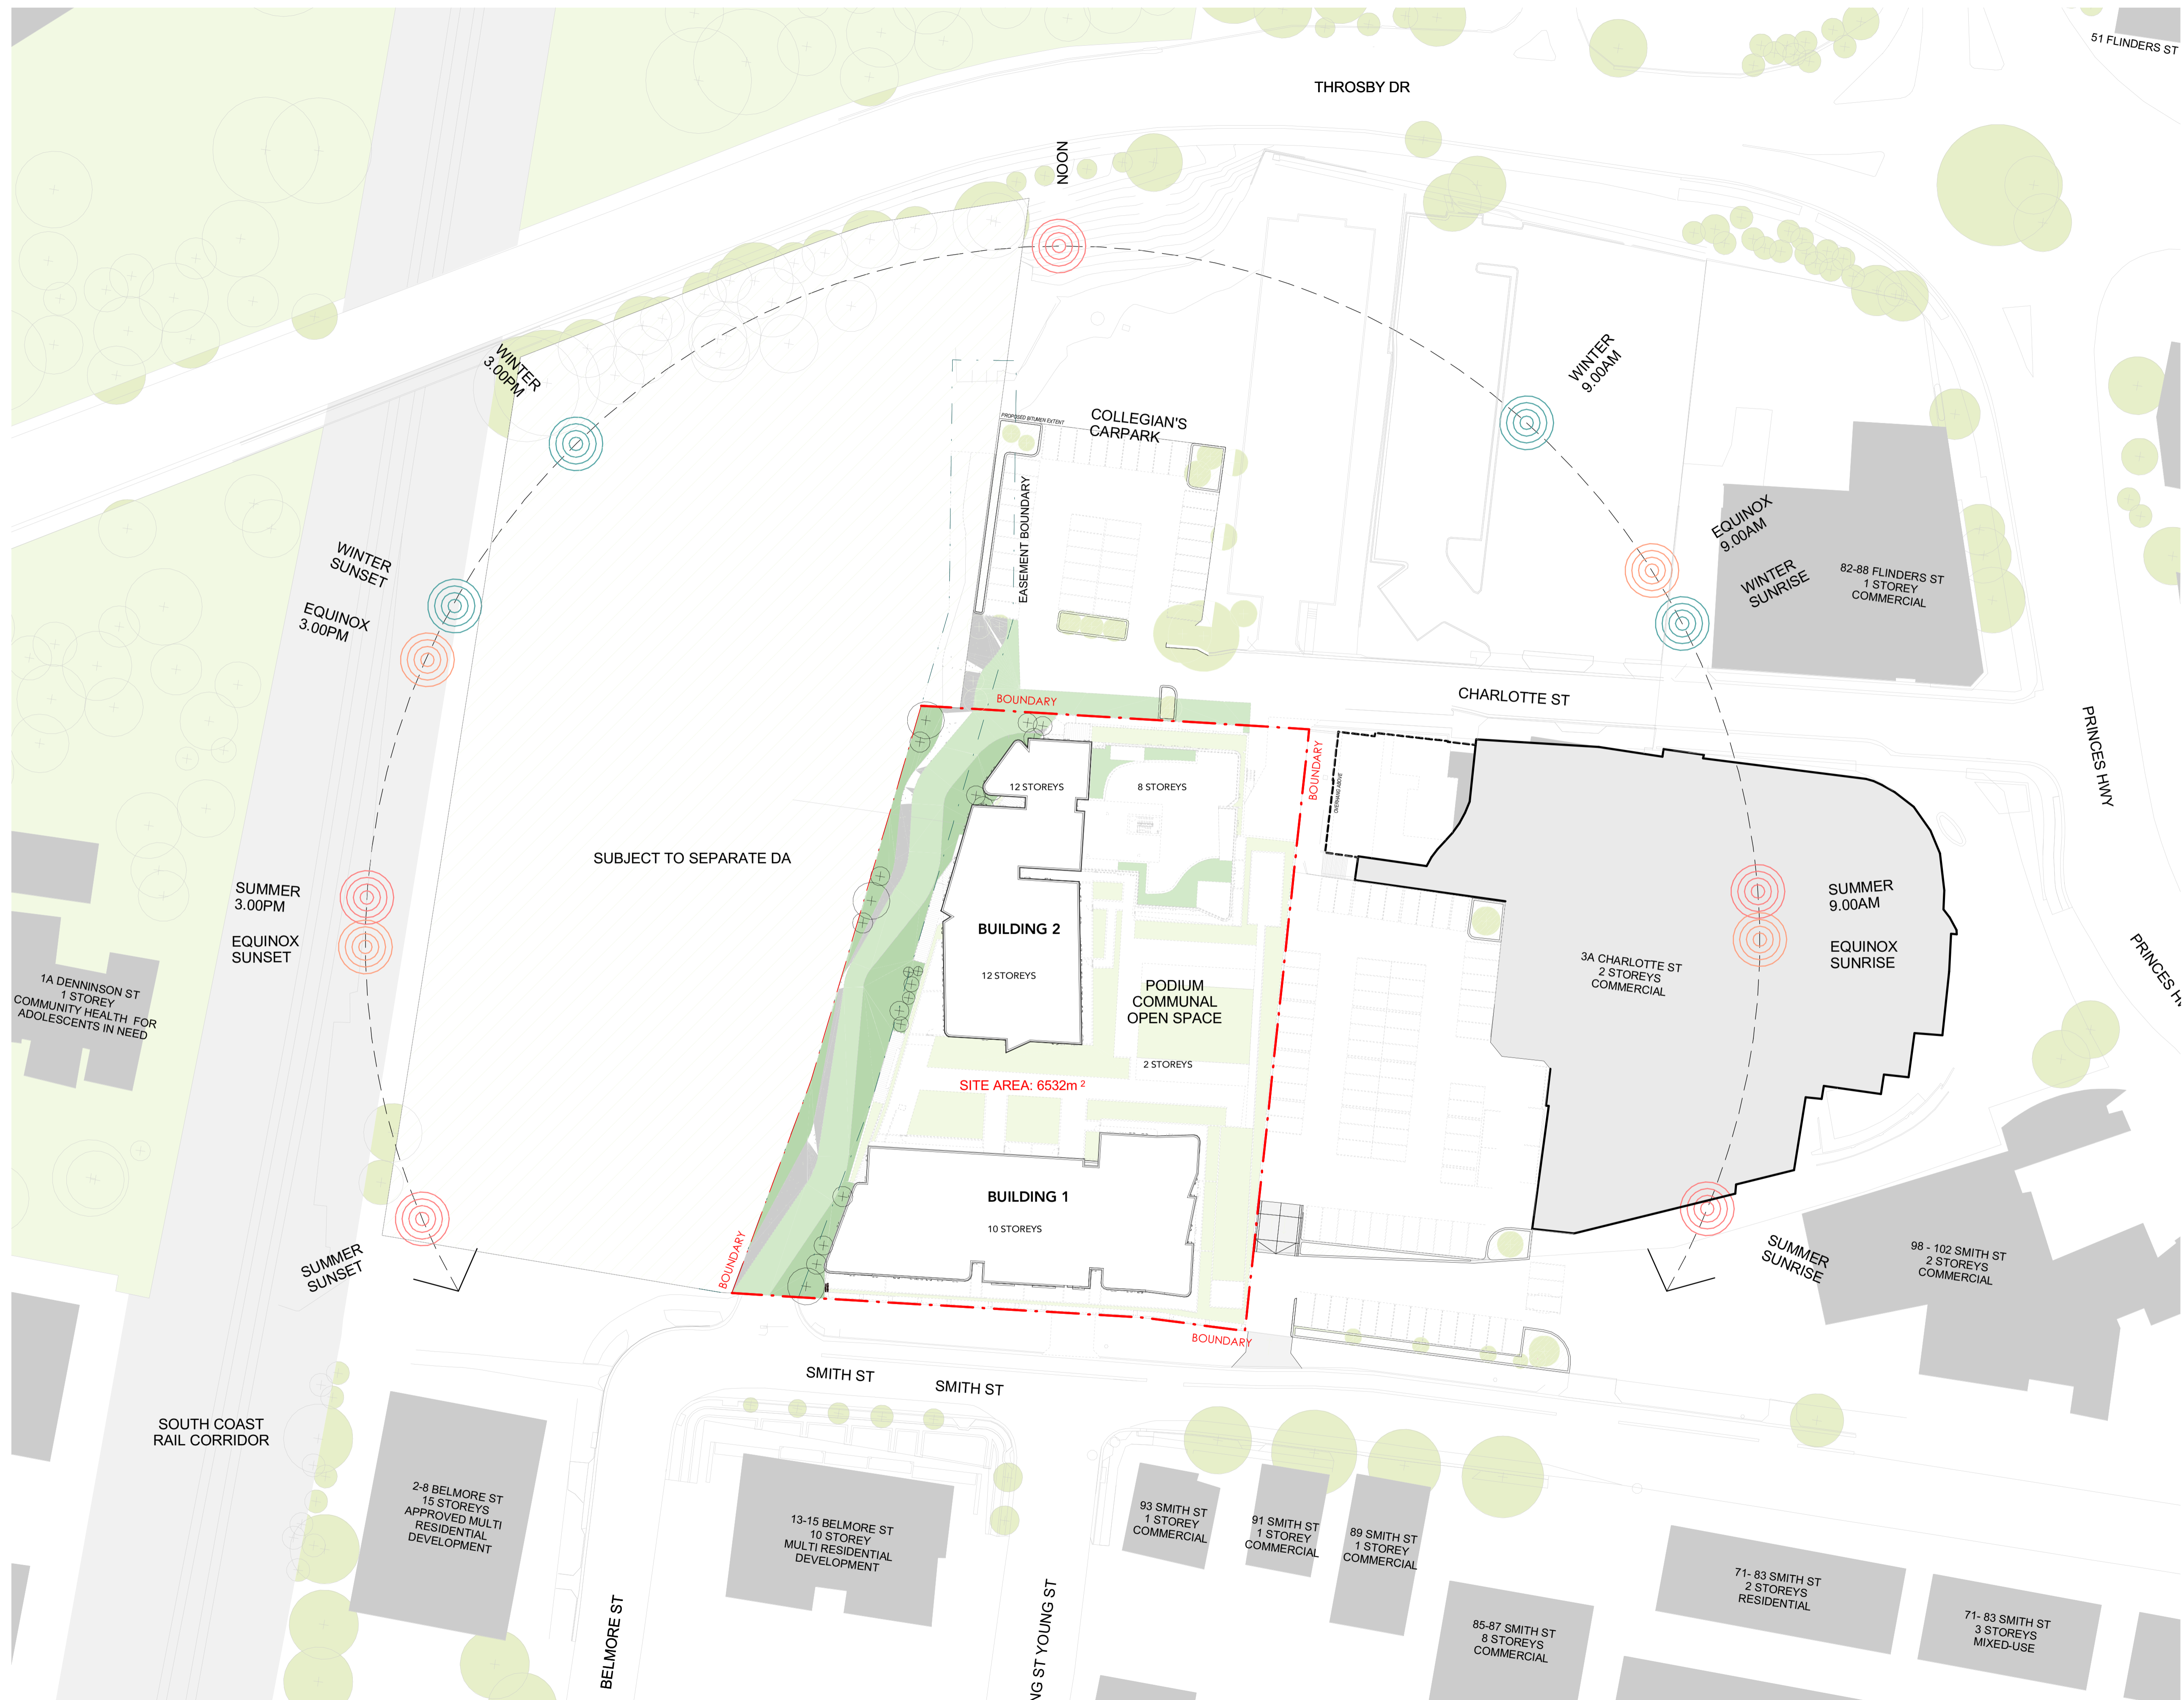 51 FLINDERS ST
THROSBY DR
NOON
WINTER
3.00PM
WINTER
9.00AM
PROPOSED BITUMEN EXTENT
COLLEGIAN'S
CARPARK
EASEMENT BOUNDARY
EQUINOX
9.00AM
WINTER
SUNRISE
82-88 FLINDERS ST
1 STOREY
COMMERCIAL
WINTER
SUNSET
EQUINOX
3.00PM
BOUNDARY
CHARLOTTE ST
PRINCES HWY
BOUNDARY
OVERHANG ABOVE
12 STOREYS
8 STOREYS
SUBJECT TO SEPARATE DA
SUMMER
3.00PM
EQUINOX
SUNSET
SUMMER
9.00AM
EQUINOX
SUNRISE
BUILDING 2
12 STOREYS
3A CHARLOTTE ST
2 STOREYS
COMMERCIAL
PODIUM
COMMUNAL
OPEN SPACE
2 STOREYS
PRINCES H
1A DENNINSON ST
1 STOREY
COMMUNITY HEALTH FOR
ADOLESCENTS IN NEED
SITE AREA: 6532m 2
BUILDING 1
10 STOREYS
BOUNDARY
SUMMER
SUNSET
SUMMER
SUNRISE
98 - 102 SMITH ST
2 STOREYS
COMMERCIAL
BOUNDARY
SMITH ST
SMITH ST
SOUTH COAST
RAIL CORRIDOR
2-8 BELMORE ST
15 STOREYS
APPROVED MULTI
RESIDENTIAL
DEVELOPMENT
13-15 BELMORE ST
10 STOREY
MULTI RESIDENTIAL
DEVELOPMENT
93 SMITH ST
1 STOREY
COMMERCIAL
91 SMITH ST
1 STOREY
COMMERCIAL
89 SMITH ST
1 STOREY
COMMERCIAL
BELMORE ST
NG ST YOUNG ST
85-87 SMITH ST
8 STOREYS
COMMERCIAL
71- 83 SMITH ST
2 STOREYS
RESIDENTIAL
71- 83 SMITH ST
3 STOREYS
MIXED-USE